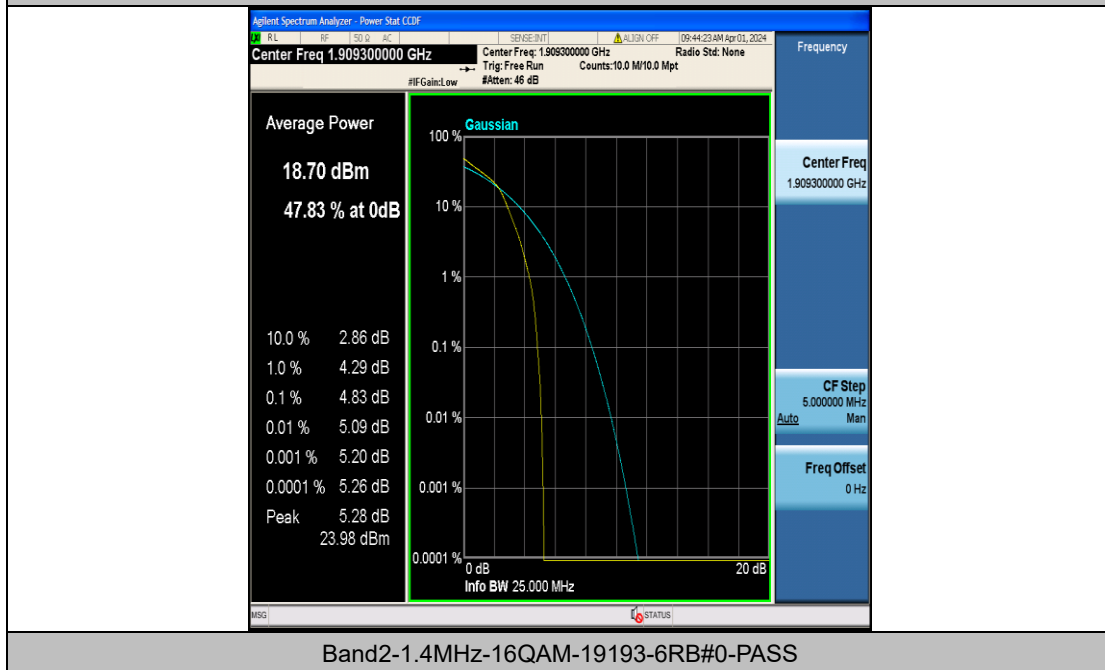 Agilent Spectrum Analyzer - Power Stat CCDF
LXI RL RF 50 Ω AC SENSE:INT ALIGN OFF 09:44:23 AM Apr 01, 2024
Center Freq 1.909300000 GHz
Center Freq: 1.909300000 GHz Radio Std: None
Trig: Free Run Counts:10.0 M/10.0 Mpt
#IFGain:Low #Atten: 46 dB
Frequency
Average Power
18.70 dBm
47.83 % at 0dB
10.0 % 2.86 dB
1.0 % 4.29 dB
0.1 % 4.83 dB
0.01 % 5.09 dB
0.001 % 5.20 dB
0.0001 % 5.26 dB
Peak 5.28 dB
23.98 dBm
Gaussian
100 %
10 %
1 %
0.1 %
0.01 %
0.001 %
0.0001 %
0 dB 20 dB
Info BW 25.000 MHz
Center Freq
1.909300000 GHz
CF Step
5.000000 MHz
Auto Man
Freq Offset
0 Hz
MSG STATUS
Band2-1.4MHz-16QAM-19193-6RB#0-PASS